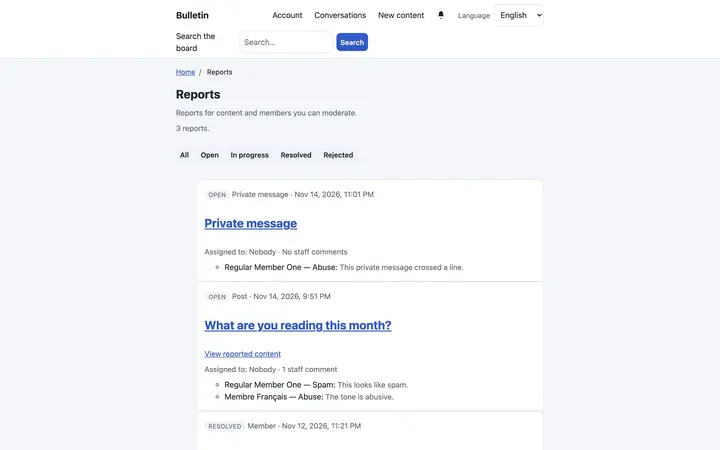 Bulletin
Account
Conversations
New content
Language
English
Search the board
Search...
Search
Home / Reports
Reports
Reports for content and members you can moderate.
3 reports.
All
Open
In progress
Resolved
Rejected
OPEN Private message · Nov 14, 2026, 11:01 PM
Private message
Assigned to: Nobody · No staff comments
Regular Member One — Abuse: This private message crossed a line.
OPEN Post · Nov 14, 2026, 9:51 PM
What are you reading this month?
View reported content
Assigned to: Nobody · 1 staff comment
Regular Member One — Spam: This looks like spam.
Membre Français — Abuse: The tone is abusive.
RESOLVED Member · Nov 12, 2026, 11:21 PM